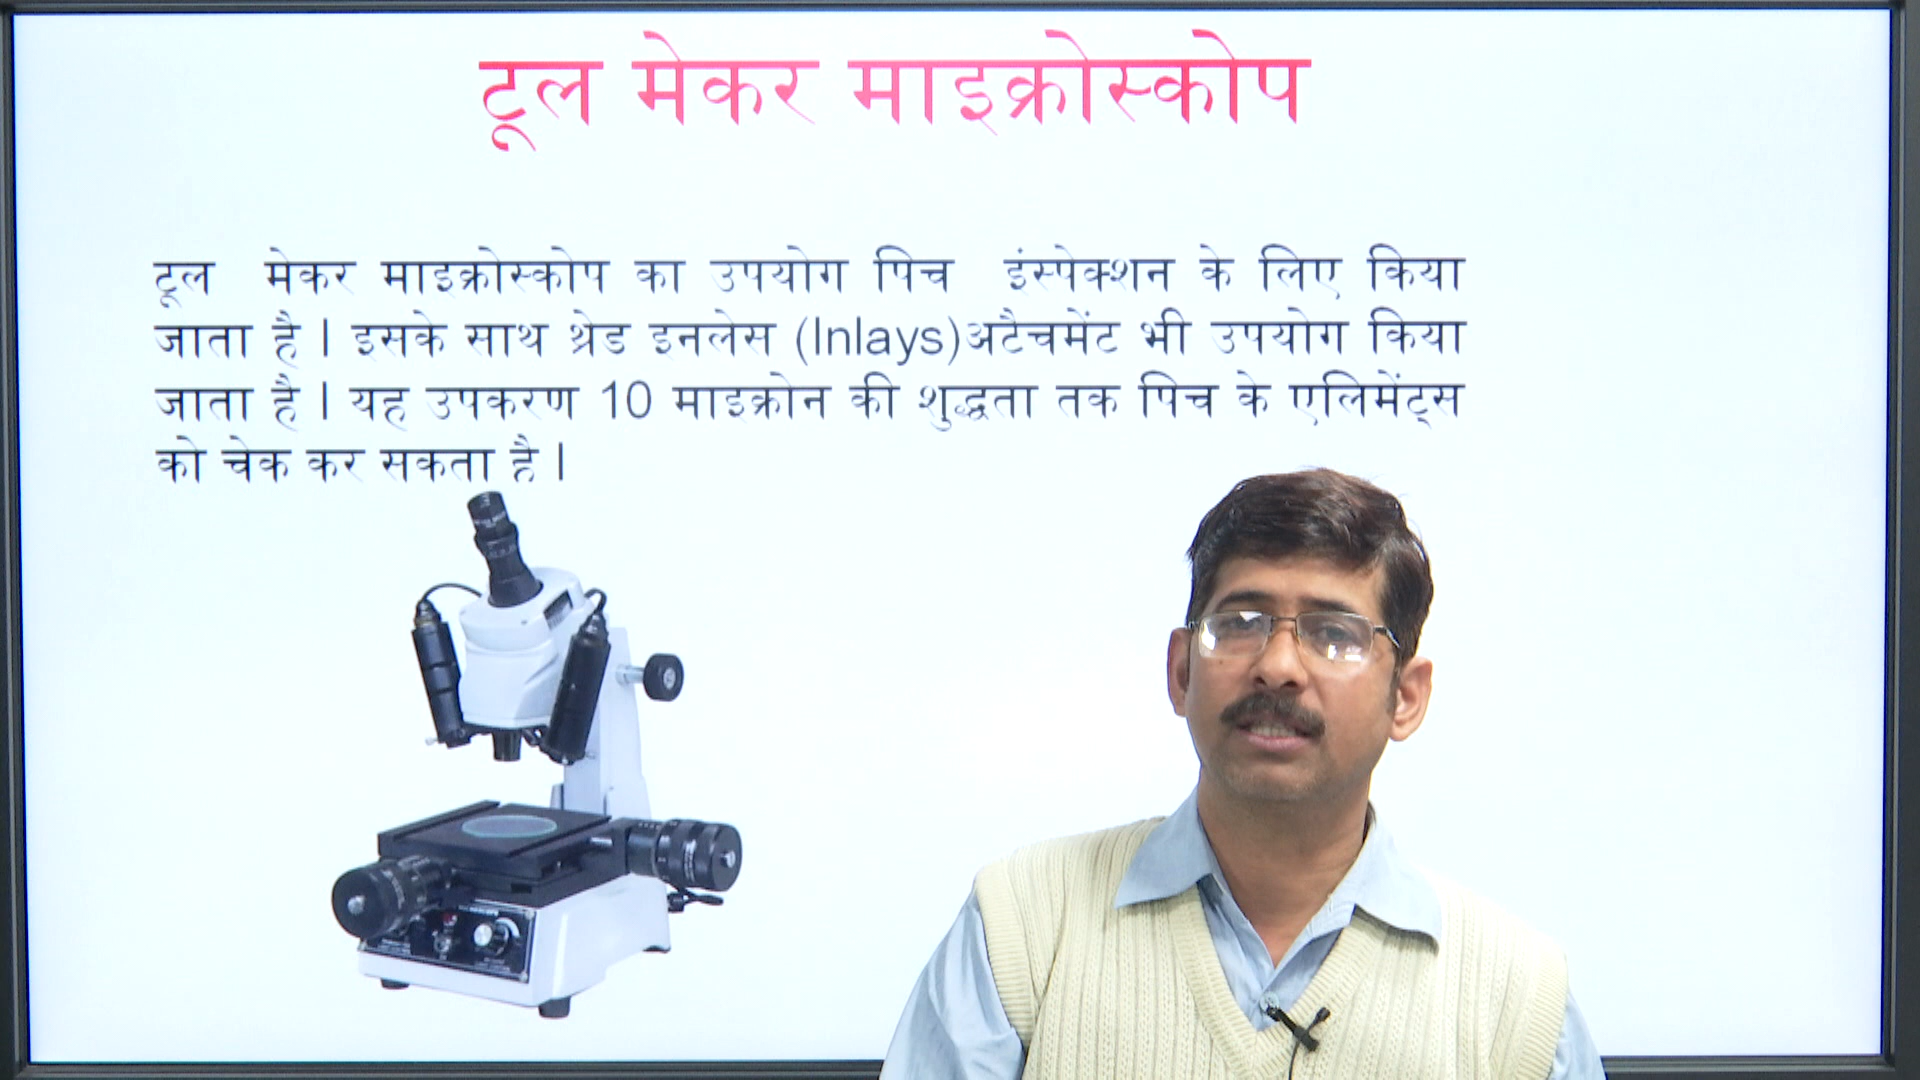 टूल मेकर माइक्रोस्कोप
टूल मेकर माइक्रोस्कोप का उपयोग पिच इंस्पेक्शन के लिए किया
जाता है । इसके साथ थ्रेड इनलेस (Inlays)अटैचमेंट भी उपयोग किया
जाता है । यह उपकरण 10 माइक्रोन की शुद्धता तक पिच के एलिमेंट्स
को चेक कर सकता है ।